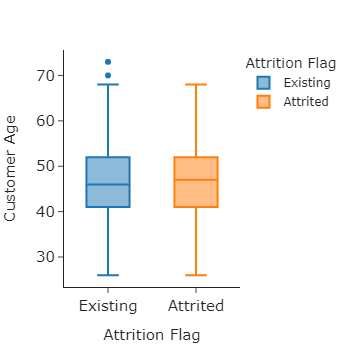 Attrition Flag
Existing
Attrited
Customer Age
70
60
50
40
30
Existing
Attrited
Attrition Flag